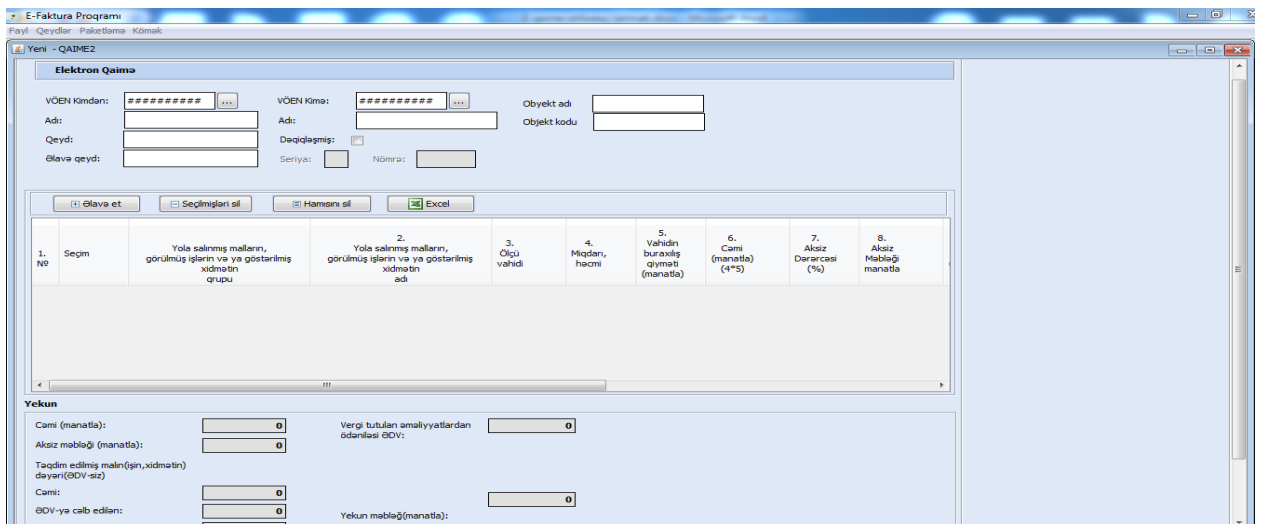 E-Faktura Proqramı
Fayl Qeydlər Paketləmə Kömək
Yeni - QAIME2
Elektron Qaimə
VÖEN Kimdən: ########## ... VÖEN Kimə: ########## ... Obyekt adı
Adı: Adı: Objekt kodu
Qeyd: Dəqiqləşmiş:
Əlavə qeyd: Seriya: Nömrə:
Əlavə et Seçilmişləri sil Hamısını sil Excel
1.
Nº
Seçim
Yola salınmış malların,
görülmüş işlərin və ya göstərilmiş
xidmətin
qrupu
2.
Yola salınmış malların,
görülmüş işlərin və ya göstərilmiş
xidmətin
adı
3.
Ölçü
vahidi
4.
Miqdarı,
həcmi
5.
Vahidin
buraxılış
qiyməti
(manatla)
6.
Cəmi
(manatla)
(4*5)
7.
Aksiz
Dərərcəsi
(%)
8.
Aksiz
Məbləği
manatla
Yekun
Cəmi (manatla): 0
Vergi tutulan əməliyyatlardan
ödəniləsi ƏDV: 0
Aksiz məbləği (manatla): 0
Təqdim edilmiş malın(işin,xidmətin)
dəyəri(ƏDV-siz)
Cəmi: 0
0
ƏDV-yə cəlb edilən: 0
Yekun məbləğ(manatla):